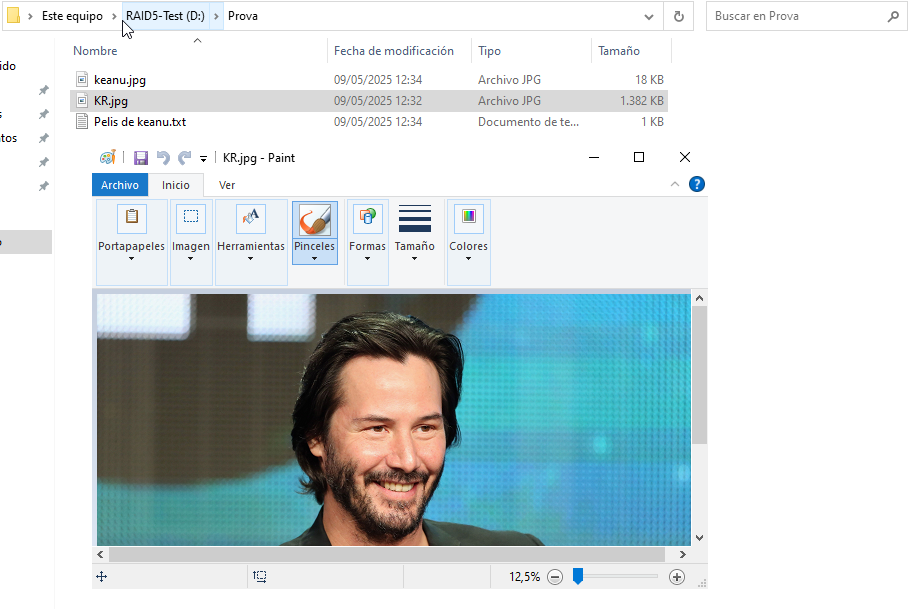 Este equipo > RAID5-Test (D:) > Prova
Buscar en Prova
Nombre Fecha de modificación Tipo Tamaño
ido
keanu.jpg 09/05/2025 12:34 Archivo JPG 18 KB
KR.jpg 09/05/2025 12:32 Archivo JPG 1.382 KB
s
Pelis de keanu.txt 09/05/2025 12:34 Documento de te... 1 KB
tos
KR.jpg - Paint
Archivo Inicio Ver
Portapapeles Imagen Herramientas Pinceles Formas Tamaño Colores
12,5%